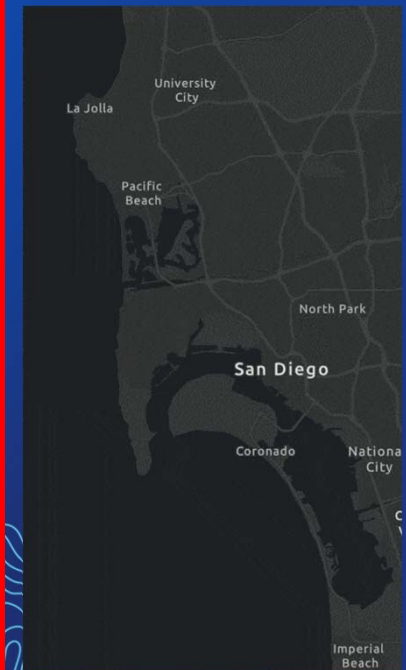 University
City
La Jolla
Pacific
Beach
North Park
San Diego
Coronado
Nationa
City
C
V
Imperial
Beach